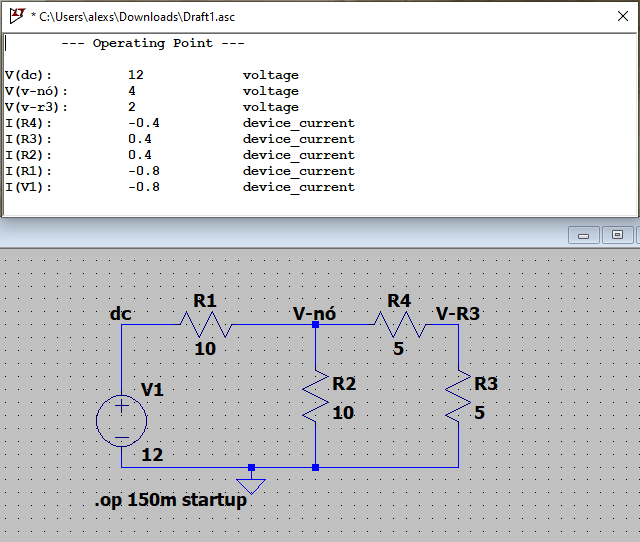 * C:\Users\alexs\Downloads\Draft1.asc
--- Operating Point ---
V(dc): 12 voltage
V(v-nó): 4 voltage
V(v-r3): 2 voltage
I(R4): -0.4 device_current
I(R3): 0.4 device_current
I(R2): 0.4 device_current
I(R1): -0.8 device_current
I(V1): -0.8 device_current
R1 R4
dc V-nó V-R3
10 5
R2 R3
V1
10 5
12
.op 150m startup